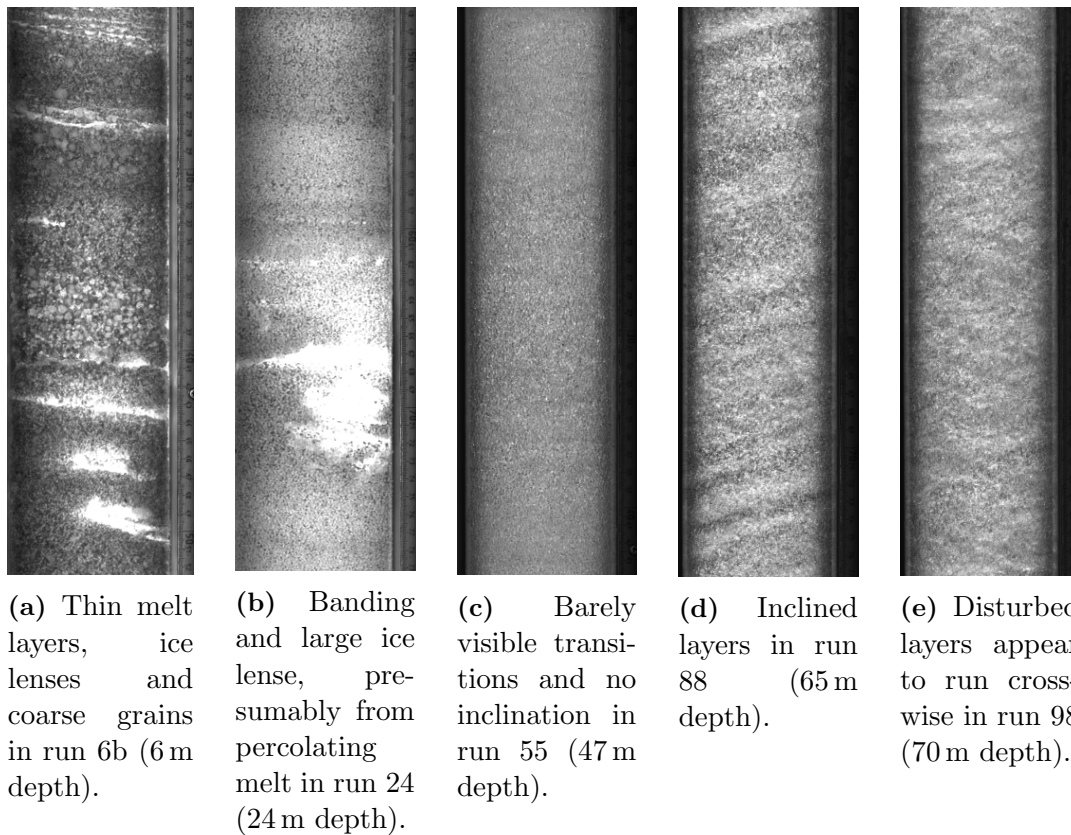 (a) Thin melt
layers, ice
lenses and
coarse grains
in run 6b (6 m
depth).
(b) Banding
and large ice
lense, pre-
sumably from
percolating
melt in run 24
(24 m depth).
(c) Barely
visible transi-
tions and no
inclination in
run 55 (47 m
depth).
(d) Inclined
layers in run
88 (65 m
depth).
(e) Disturbed
layers appear
to run cross-
wise in run 98
(70 m depth).